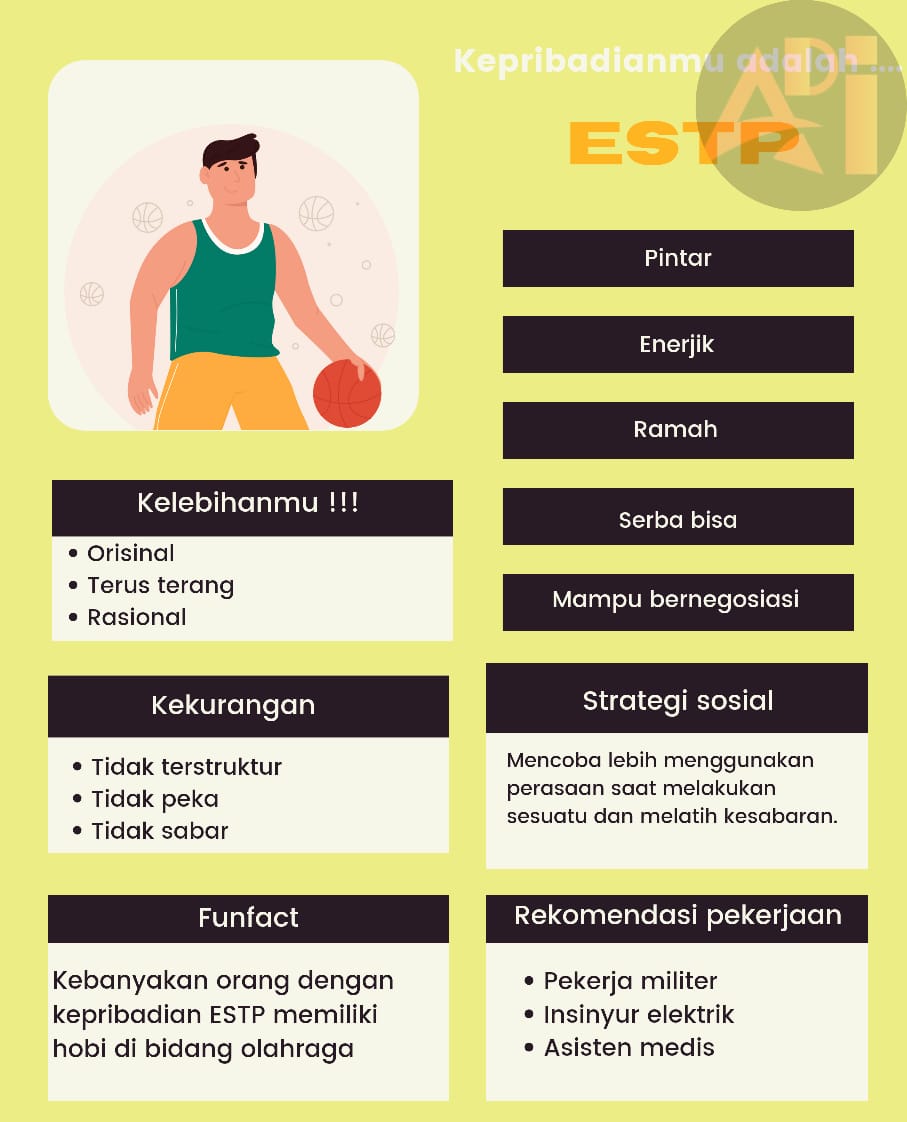 Kepribadianmu adalah ....
ESTP
ADI
Pintar
Enerjik
Ramah
Serba bisa
Mampu bernegosiasi
Kelebihanmu !!!
• Orisinal
• Terus terang
• Rasional
Kekurangan
• Tidak terstruktur
• Tidak peka
• Tidak sabar
Strategi sosial
Mencoba lebih menggunakan
perasaan saat melakukan
sesuatu dan melatih kesabaran.
Funfact
Kebanyakan orang dengan
kepribadian ESTP memiliki
hobi di bidang olahraga
Rekomendasi pekerjaan
• Pekerja militer
• Insinyur elektrik
• Asisten medis